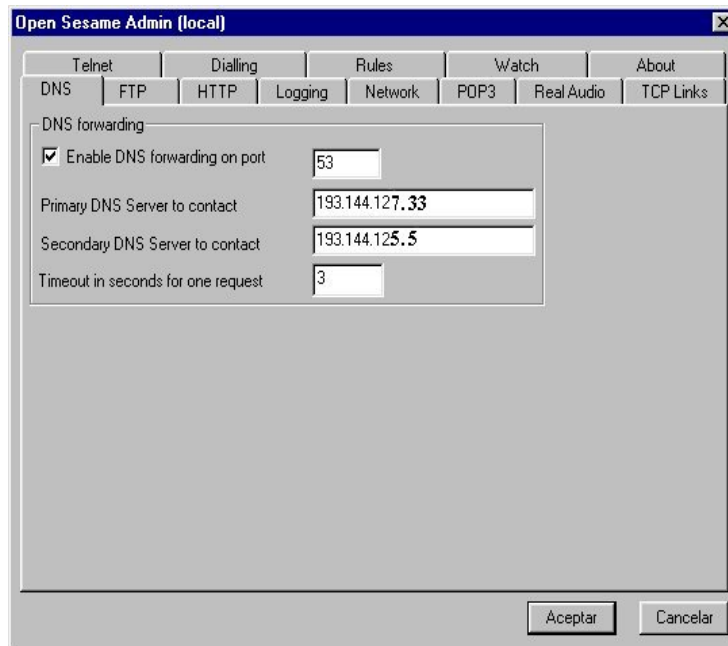 Open Sesame Admin (local)
Telnet Dialling Rules Watch About
DNS FTP HTTP Logging Network POP3 Real Audio TCP Links
DNS forwarding
Enable DNS forwarding on port 53
Primary DNS Server to contact 193.144.127.33
Secondary DNS Server to contact 193.144.125.5
Timeout in seconds for one request 3
Aceptar Cancelar